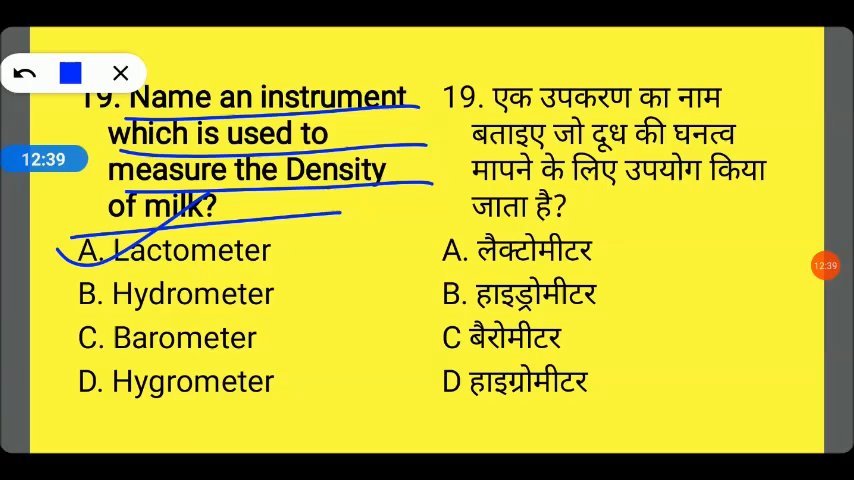 19. Name an instrument
which is used to
measure the Density
of milk?
A. Lactometer
B. Hydrometer
C. Barometer
D. Hygrometer
19. एक उपकरण का नाम
बताइए जो दूध की घनत्व
मापने के लिए उपयोग किया
जाता है?
A. लैक्टोमीटर
B. हाइड्रोमीटर
C बैरोमीटर
D हाइग्रोमीटर
12:39
12:39